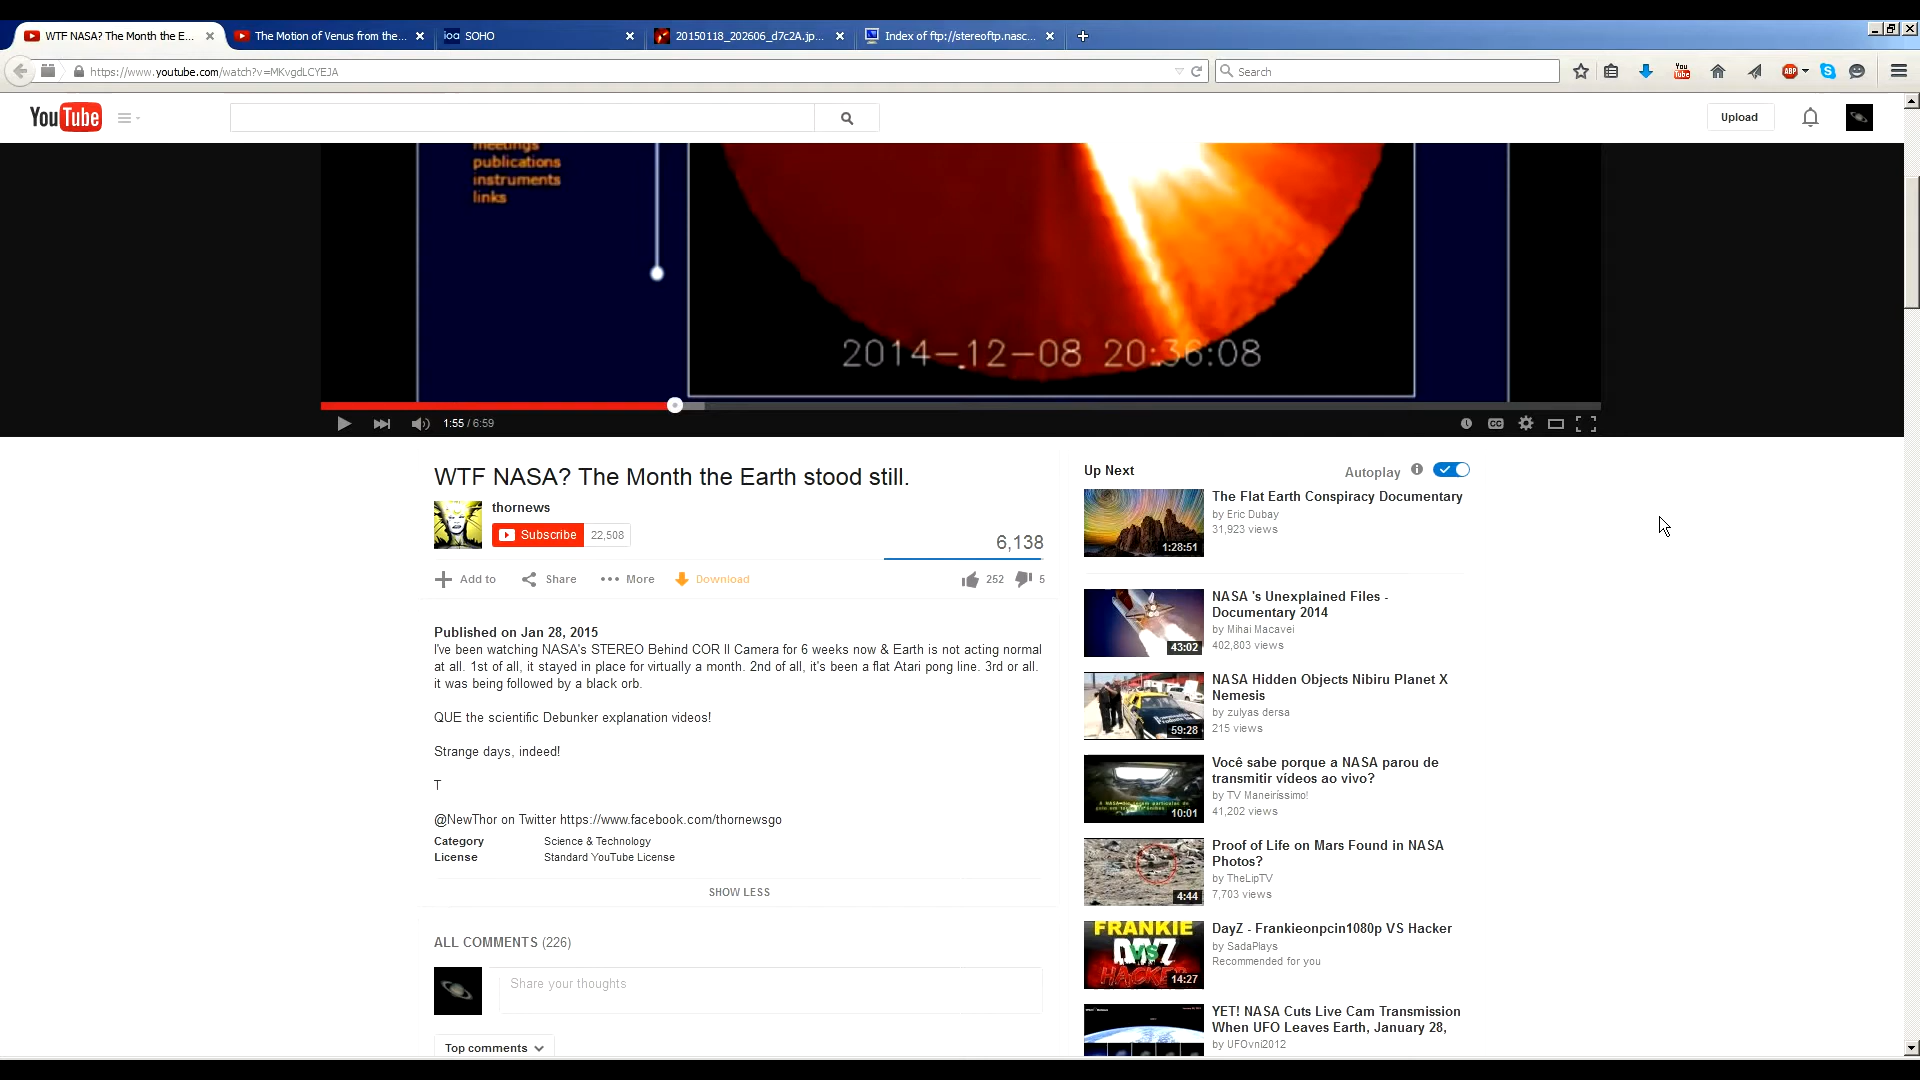 WTF NASA? The Month the E...
The Motion of Venus from the...
SOHO
20150118_202606_d7c2A.jp...
Index of ftp://stereoftp.nasc...
https://www.youtube.com/watch?v=MKvgdLCYEJA
Search
ABP
YouTube
Upload
meetings
publications
instruments
links
2014-12-08 20:36:08
1:55 / 6:59
CC
WTF NASA? The Month the Earth stood still.
thornews
Subscribe 22,508
6,138
Add to
Share
More
Download
252
5
Published on Jan 28, 2015
I've been watching NASA's STEREO Behind COR II Camera for 6 weeks now & Earth is not acting normal
at all. 1st of all, it stayed in place for virtually a month. 2nd of all, it's been a flat Atari pong line. 3rd or all.
it was being followed by a black orb.
QUE the scientific Debunker explanation videos!
Strange days, indeed!
T
@NewThor on Twitter https://www.facebook.com/thornewsgo
Category Science & Technology
License Standard YouTube License
SHOW LESS
ALL COMMENTS (226)
Share your thoughts
Top comments
Up Next
Autoplay
The Flat Earth Conspiracy Documentary
by Eric Dubay
31,923 views
1:28:51
NASA 's Unexplained Files -
Documentary 2014
by Mihai Macavei
402,803 views
43:02
NASA Hidden Objects Nibiru Planet X
Nemesis
by zulyas dersa
215 views
59:28
Você sabe porque a NASA parou de
transmitir vídeos ao vivo?
by TV Maneiríssimo!
41,202 views
10:01
Proof of Life on Mars Found in NASA
Photos?
by TheLipTV
7,703 views
4:44
FRANKIE
DAYZ
VS
HACKER
14:27
DayZ - Frankieonpcin1080p VS Hacker
by SadaPlays
Recommended for you
YET! NASA Cuts Live Cam Transmission
When UFO Leaves Earth, January 28,
by UFOvni2012